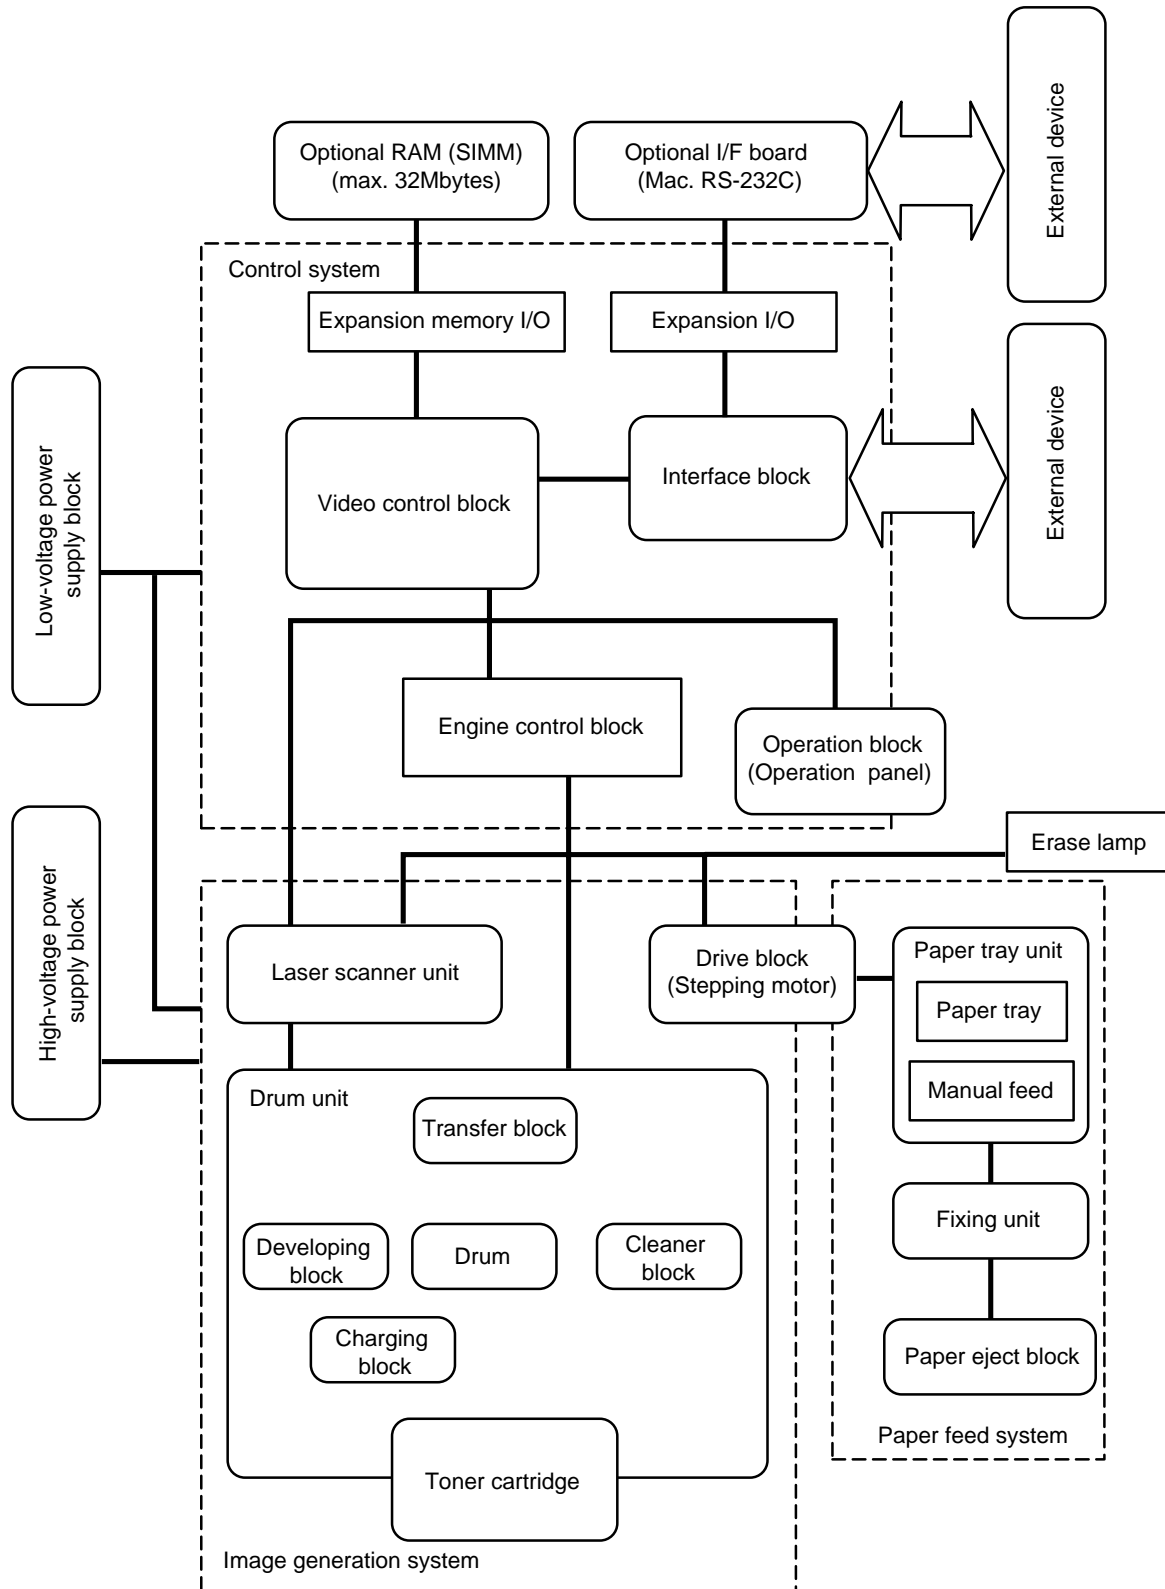 Optional RAM (SIMM)
(max. 32Mbytes)
Optional I/F board
(Mac. RS-232C)
External device
Control system
Expansion memory I/O
Expansion I/O
Low-voltage power
supply block
Video control block
Interface block
External device
Engine control block
Operation block
(Operation panel)
High-voltage power
supply block
Erase lamp
Laser scanner unit
Drive block
(Stepping motor)
Paper tray unit
Paper tray
Manual feed
Drum unit
Transfer block
Developing
block
Drum
Cleaner
block
Fixing unit
Charging
block
Paper eject block
Toner cartridge
Paper feed system
Image generation system